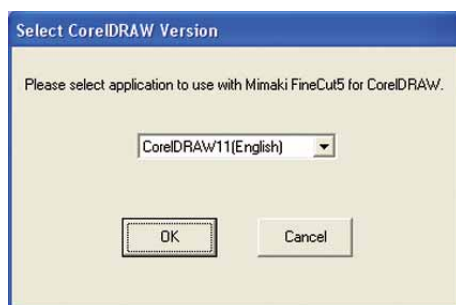 Select CorelDRAW Version
Please select application to use with Mimaki FineCut5 for CorelDRAW.
CorelDRAW11(English)
OK Cancel